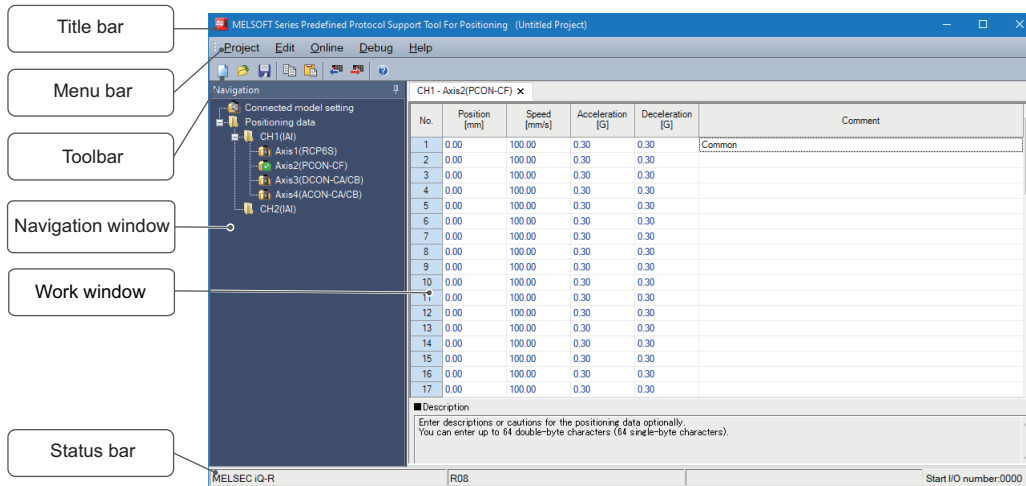 Title bar
MELSOFT Series Predefined Protocol Support Tool For Positioning (Untitled Project)
Menu bar
Project Edit Online Debug Help
Toolbar
Navigation
Connected model setting
Positioning data
CH1(IAI)
Axis1(RCP6S)
Axis2(PCON-CF)
Axis3(DCON-CA/CB)
Axis4(ACON-CA/CB)
CH2(IAI)
Navigation window
Work window
CH1 - Axis2(PCON-CF)
No. Position [mm] Speed [mm/s] Acceleration [G] Deceleration [G] Comment
1 0.00 100.00 0.30 0.30 Common
2 0.00 100.00 0.30 0.30
3 0.00 100.00 0.30 0.30
4 0.00 100.00 0.30 0.30
5 0.00 100.00 0.30 0.30
6 0.00 100.00 0.30 0.30
7 0.00 100.00 0.30 0.30
8 0.00 100.00 0.30 0.30
9 0.00 100.00 0.30 0.30
10 0.00 100.00 0.30 0.30
11 0.00 100.00 0.30 0.30
12 0.00 100.00 0.30 0.30
13 0.00 100.00 0.30 0.30
14 0.00 100.00 0.30 0.30
15 0.00 100.00 0.30 0.30
16 0.00 100.00 0.30 0.30
17 0.00 100.00 0.30 0.30
■Description
Enter descriptions or cautions for the positioning data optionally.
You can enter up to 64 double-byte characters (64 single-byte characters).
Status bar
MELSEC iQ-R R08 Start I/O number:0000